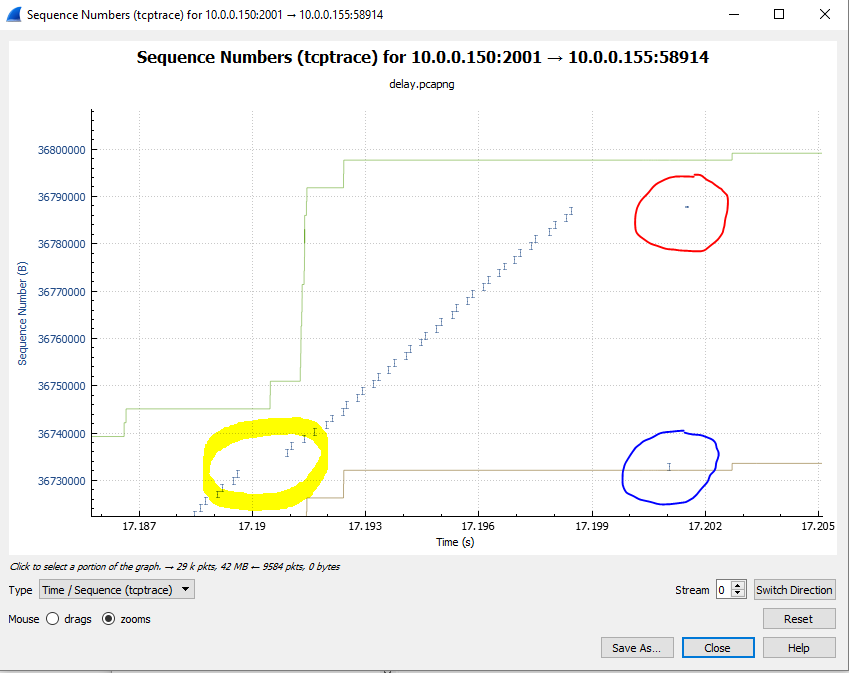 Sequence Numbers (tcptrace) for 10.0.0.150:2001 → 10.0.0.155:58914
Sequence Numbers (tcptrace) for 10.0.0.150:2001 → 10.0.0.155:58914
delay.pcapng
Sequence Number (B)
36800000
36790000
36780000
36770000
36760000
36750000
36740000
36730000
17.187 17.19 17.193 17.196 17.199 17.202 17.205
Time (s)
Click to select a portion of the graph. → 29 k pkts, 42 MB ← 9584 pkts, 0 bytes
Type Time / Sequence (tcptrace) Stream 0 Switch Direction
Mouse drags zooms Reset
Save As... Close Help